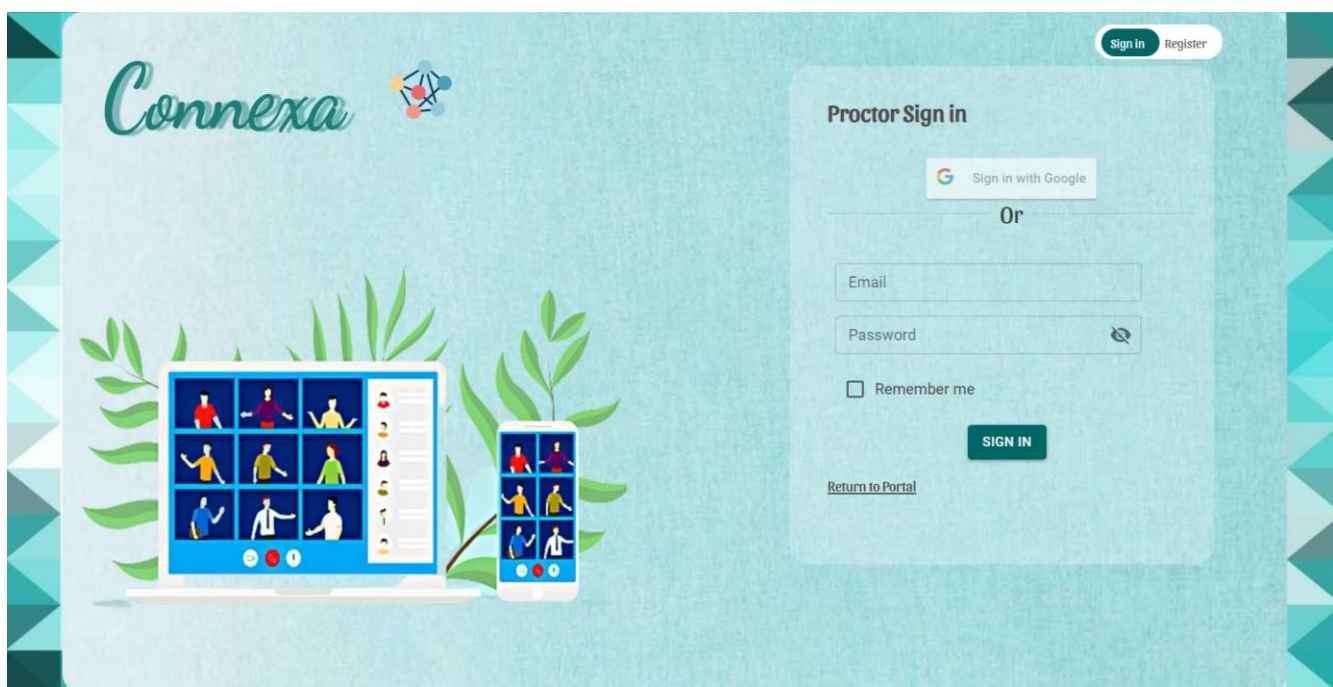 Sign in Register
Connexa
Proctor Sign in
Sign in with Google
Or
Email
Password
Remember me
SIGN IN
Return to Portal